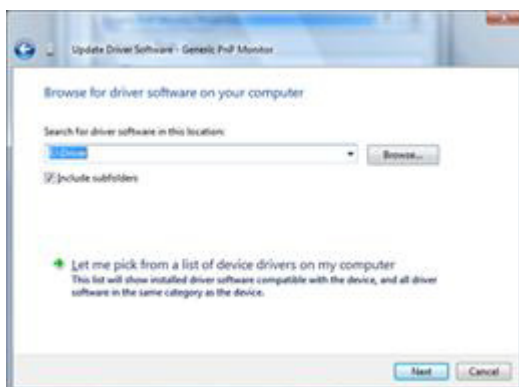 Update Driver Software - Generic PnP Monitor
Browse for driver software on your computer
Search for driver software in this location:
Browse...
Include subfolders
Let me pick from a list of device drivers on my computer
This list will show installed driver software compatible with the device, and all driver
software in the same category as the device.
Next Cancel